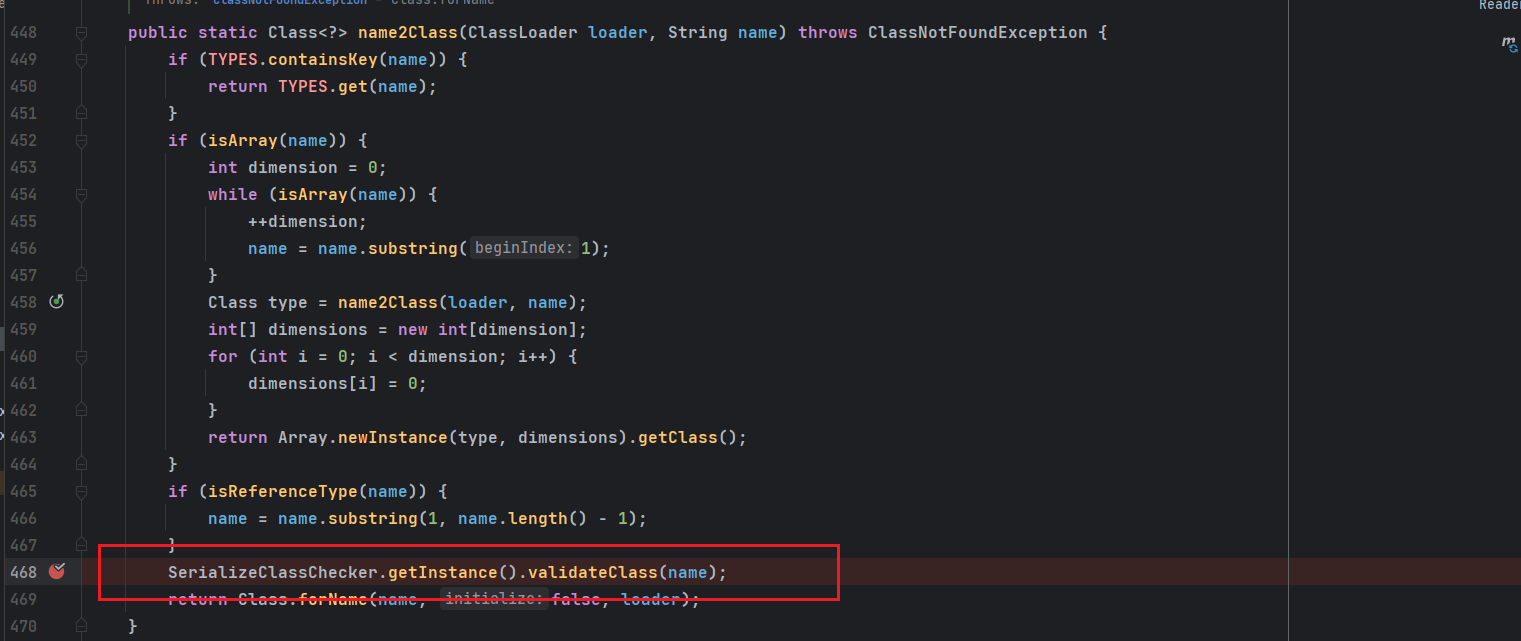 Throws: ClassNotFoundException – Class.forName
Reader
448 public static Class<?> name2Class(ClassLoader loader, String name) throws ClassNotFoundException {
449 if (TYPES.containsKey(name)) {
450 return TYPES.get(name);
451 }
452 if (isArray(name)) {
453 int dimension = 0;
454 while (isArray(name)) {
455 ++dimension;
456 name = name.substring( beginIndex: 1);
457 }
458 Class type = name2Class(loader, name);
459 int[] dimensions = new int[dimension];
460 for (int i = 0; i < dimension; i++) {
461 dimensions[i] = 0;
462 }
463 return Array.newInstance(type, dimensions).getClass();
464 }
465 if (isReferenceType(name)) {
466 name = name.substring(1, name.length() - 1);
467 }
468 SerializeClassChecker.getInstance().validateClass(name);
469 return Class.forName(name, initialize: false, loader);
470 }